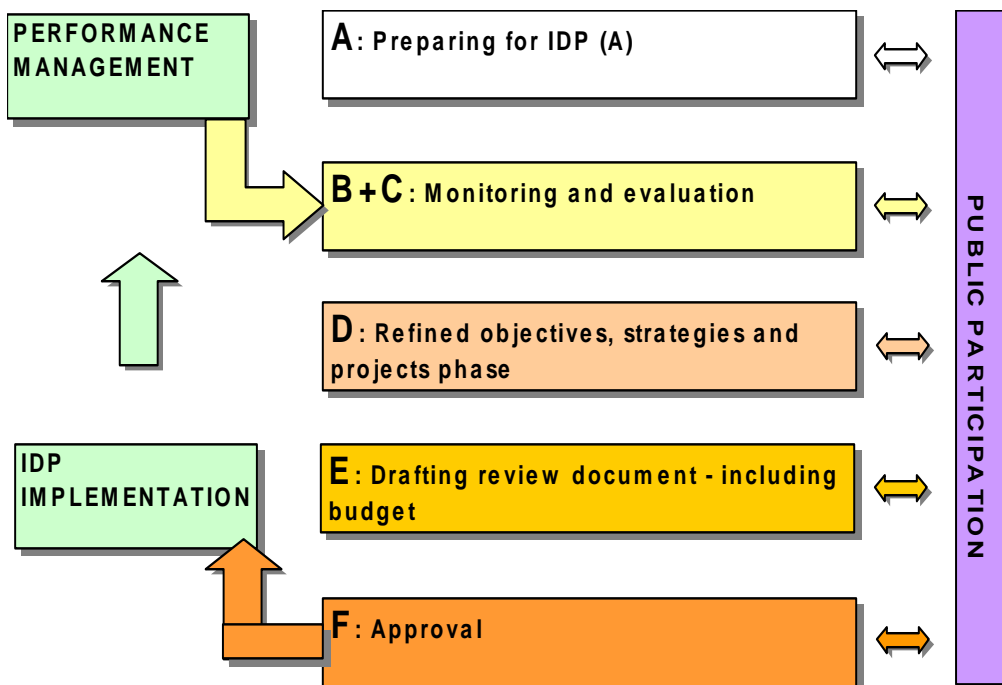 PERFORMANCE
MANAGEMENT
A: Preparing for IDP (A)
B+C: Monitoring and evaluation
D: Refined objectives, strategies and
projects phase
IDP
IMPLEMENTATION
E: Drafting review document - including
budget
F: Approval
PUBLIC PARTICIPATION